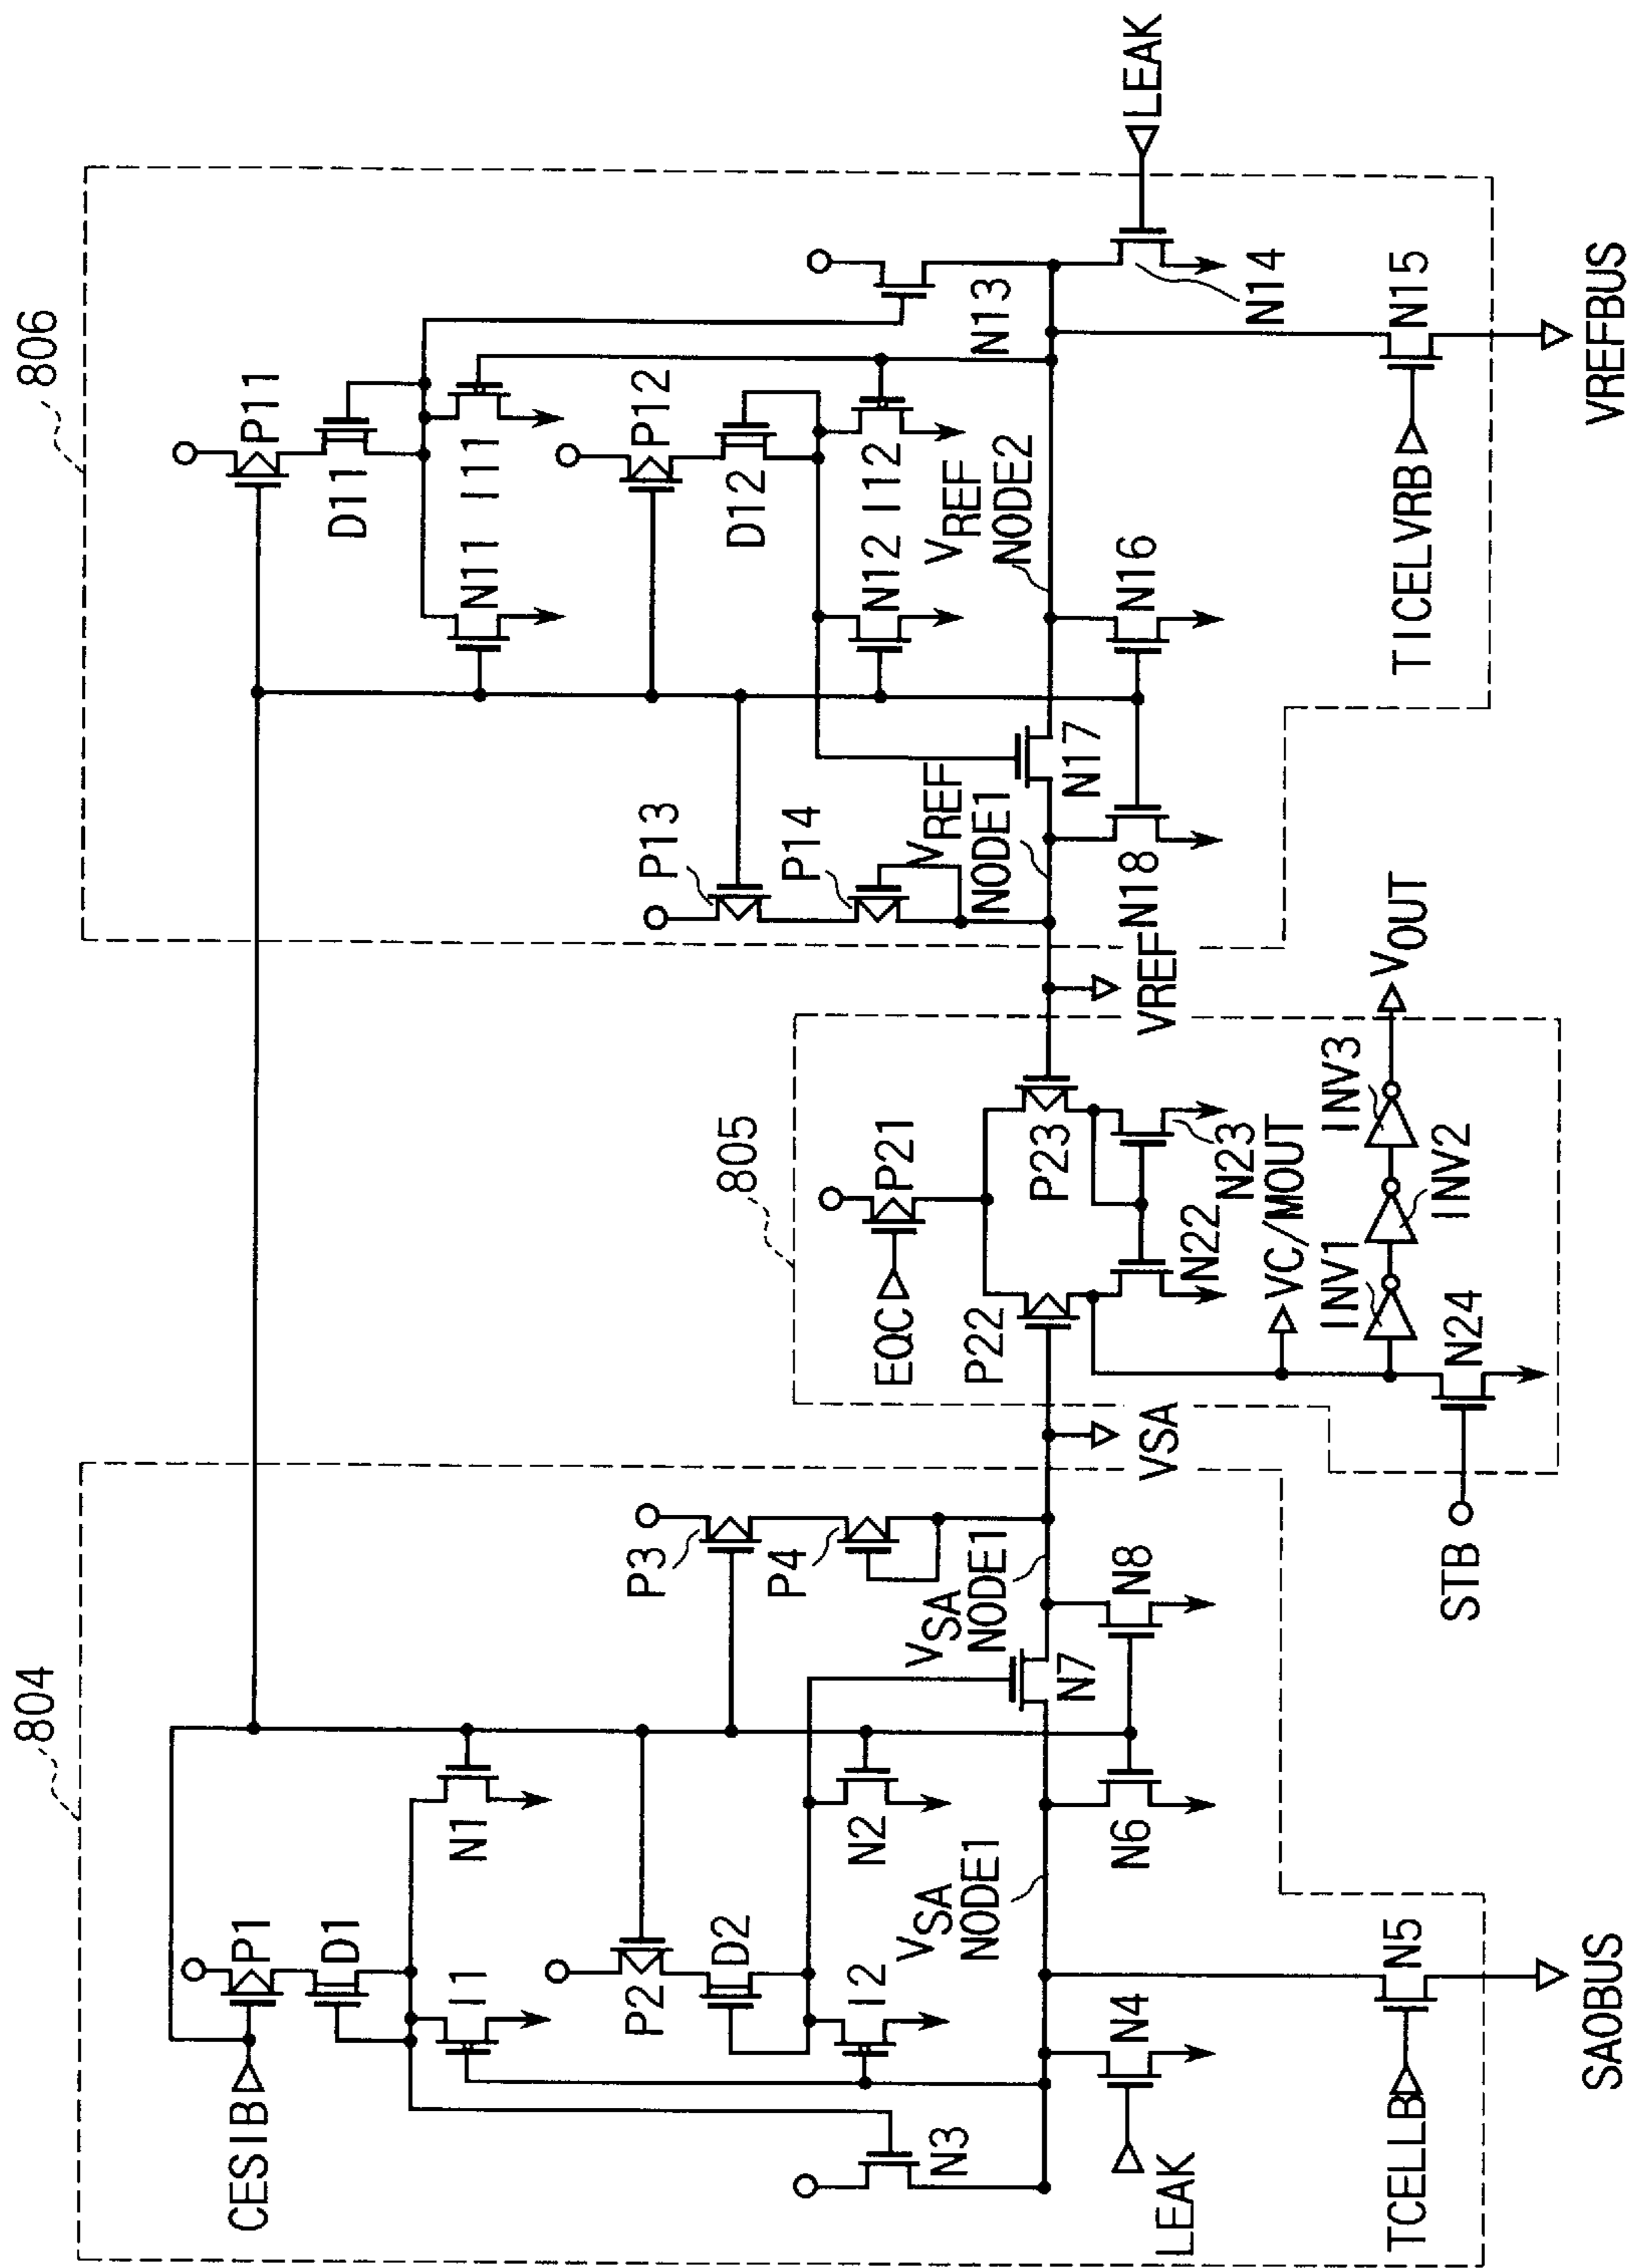 806
P11
D11
N11
I11
P12
D12
N12
I12
N13
LEAK
N14
N15
TICELVRB
VREFBUS
VREF
NODE2
N16
N17
P13
P14
VREF
NODE1
N18
VREF
805
EQC
P21
P22
P23
N22
N23
VC/MOUT
INV1
INV2
INV3
VOUT
N24
STB
VSA
804
CESIB
P1
D1
I1
N1
P2
D2
I2
N2
N3
P3
P4
VSA
NODE1
N7
N8
VSA
NODE1
N6
N4
LEAK
N5
TCELLB
SAOBUS